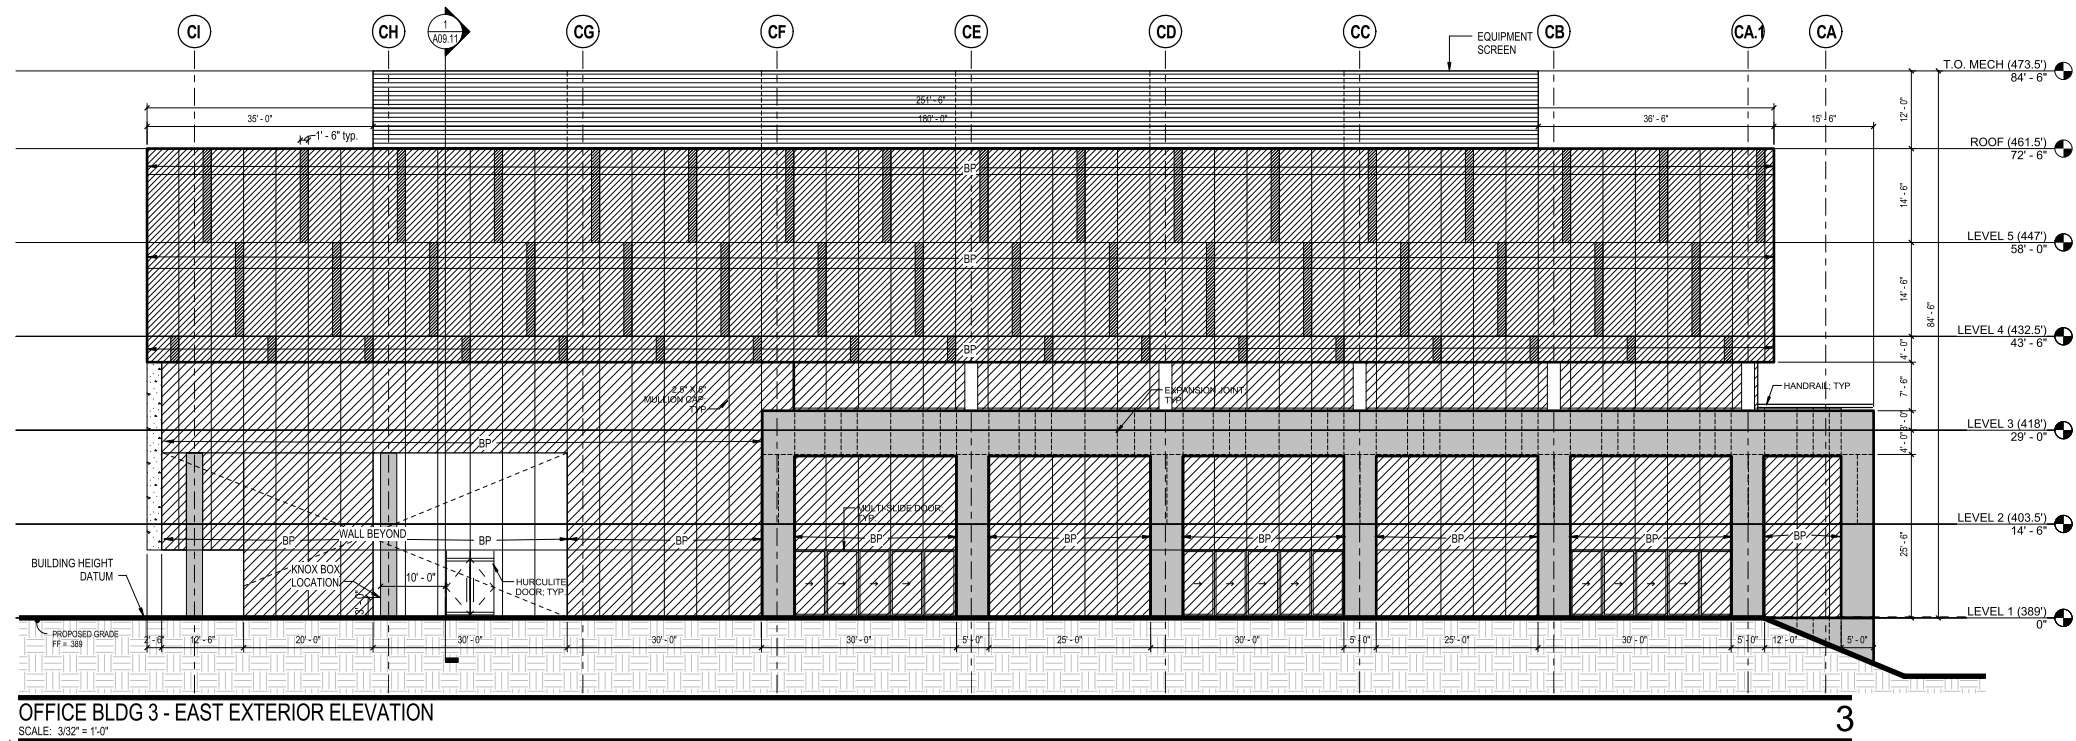 CI
CH
1
A09.11
CG
CF
CE
CD
CC
CB
CA.1
CA
EQUIPMENT
SCREEN
T.O. MECH (473.5')
84' - 6"
251' - 6"
35' - 0"
180' - 0"
36' - 6"
15' - 6"
12' - 0"
1' - 6" typ.
ROOF (461.5')
72' - 6"
BP
14' - 6"
LEVEL 5 (447')
58' - 0"
BP
14' - 6"
84' - 6"
LEVEL 4 (432.5')
43' - 6"
BP
4' - 0"
2.5" X 5"
MULLION CAP
TYP
EXPANSION JOINT
TYP
HANDRAIL; TYP
7' - 6"
3' - 0"
LEVEL 3 (418')
29' - 0"
BP
4' - 0"
MULTI-SLIDE DOOR;
TYP.
LEVEL 2 (403.5')
14' - 6"
WALL BEYOND
BP
BP
BP
BP
BP
BP
BP
BP
BP
25' - 6"
BUILDING HEIGHT
DATUM
KNOX BOX
LOCATION
10' - 0"
3' - 0"
HURCULITE
DOOR; TYP.
LEVEL 1 (389')
0"
PROPOSED GRADE
FF = 389
2' - 6"
12' - 6"
20' - 0"
30' - 0"
30' - 0"
30' - 0"
5' - 0"
25' - 0"
30' - 0"
5' - 0"
25' - 0"
30' - 0"
5' - 0"
12' - 0"
5' - 0"
OFFICE BLDG 3 - EAST EXTERIOR ELEVATION
3
SCALE: 3/32" = 1'-0"